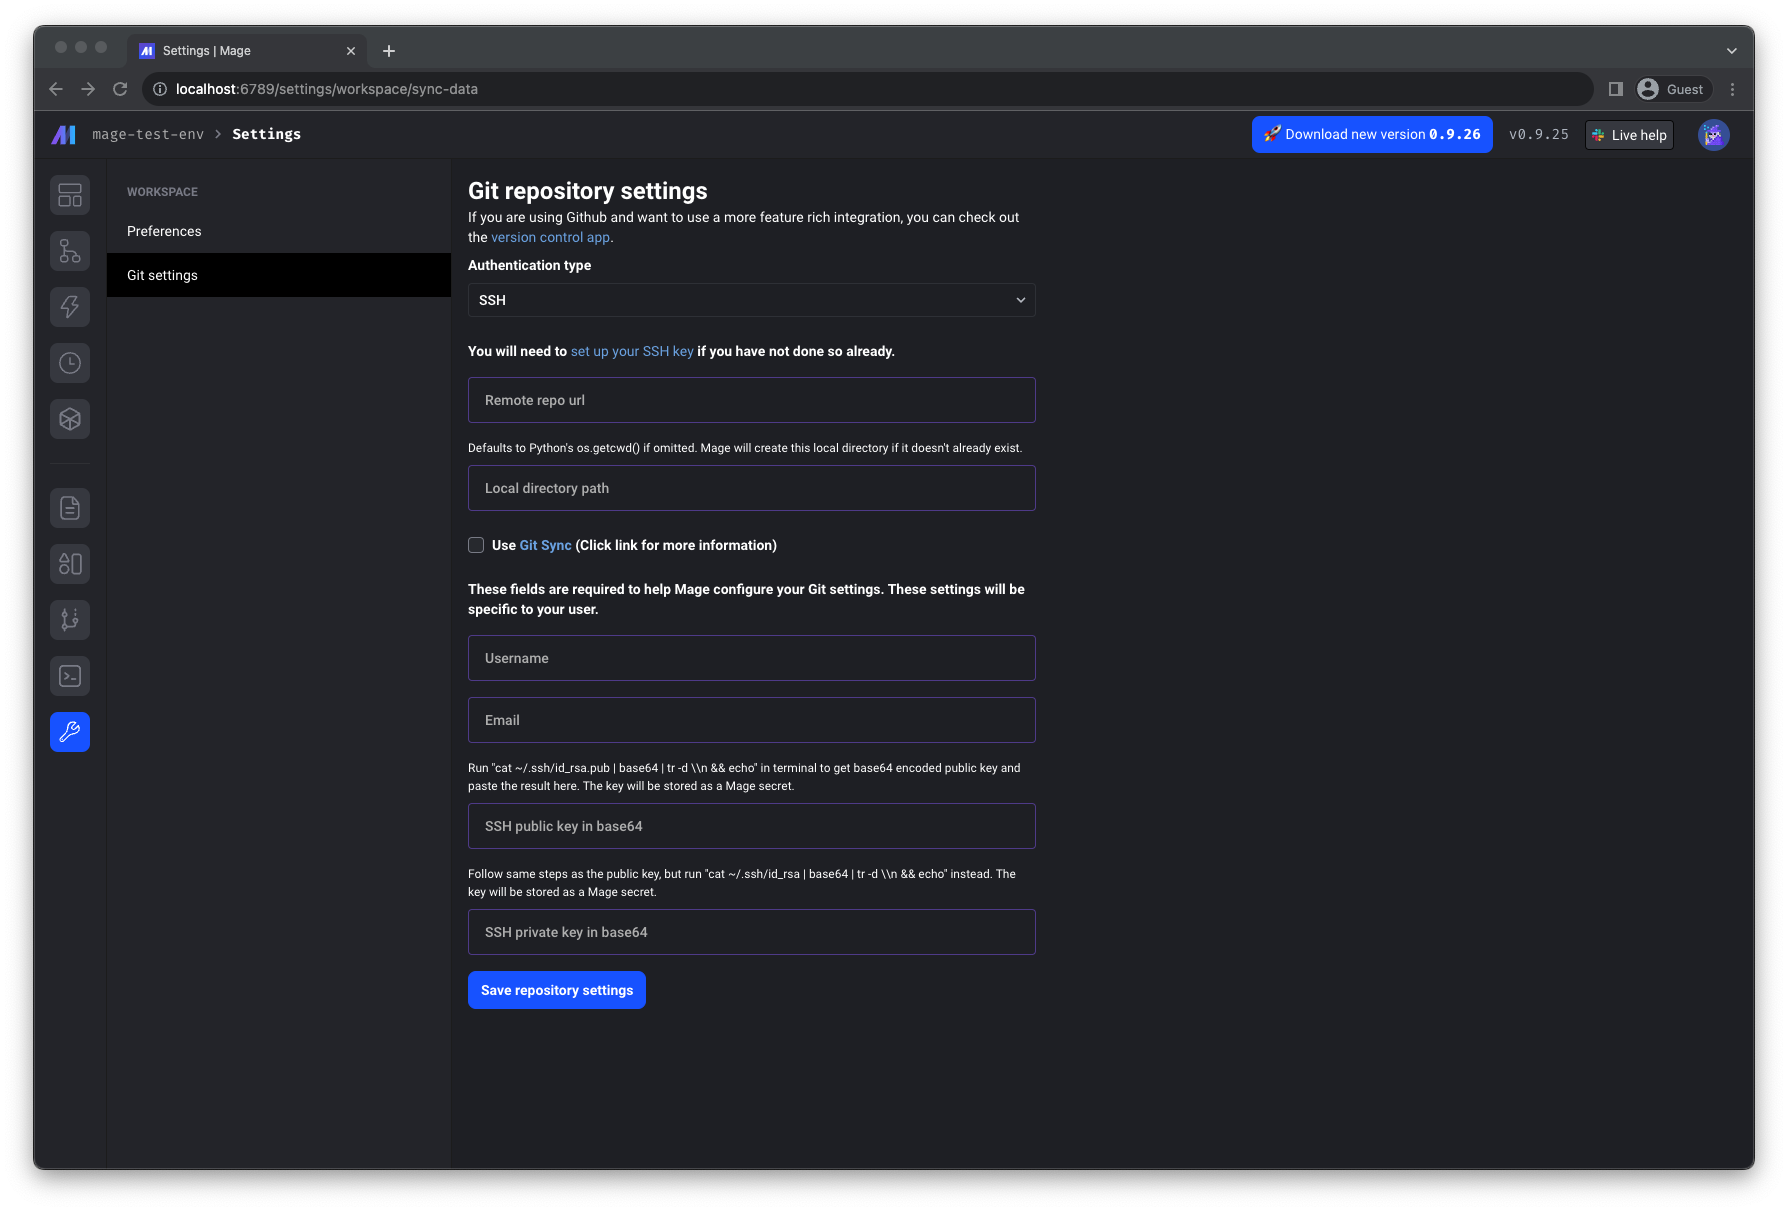 Settings | Mage
localhost:6789/settings/workspace/sync-data
Guest
mage-test-env > Settings
Download new version 0.9.26
v0.9.25
Live help
WORKSPACE
Preferences
Git settings
Git repository settings
If you are using Github and want to use a more feature rich integration, you can check out
the version control app.
Authentication type
SSH
You will need to set up your SSH key if you have not done so already.
Remote repo url
Defaults to Python's os.getcwd() if omitted. Mage will create this local directory if it doesn't already exist.
Local directory path
Use Git Sync (Click link for more information)
These fields are required to help Mage configure your Git settings. These settings will be
specific to your user.
Username
Email
Run "cat ~/.ssh/id_rsa.pub | base64 | tr -d \\n && echo" in terminal to get base64 encoded public key and
paste the result here. The key will be stored as a Mage secret.
SSH public key in base64
Follow same steps as the public key, but run "cat ~/.ssh/id_rsa | base64 | tr -d \\n && echo" instead. The
key will be stored as a Mage secret.
SSH private key in base64
Save repository settings